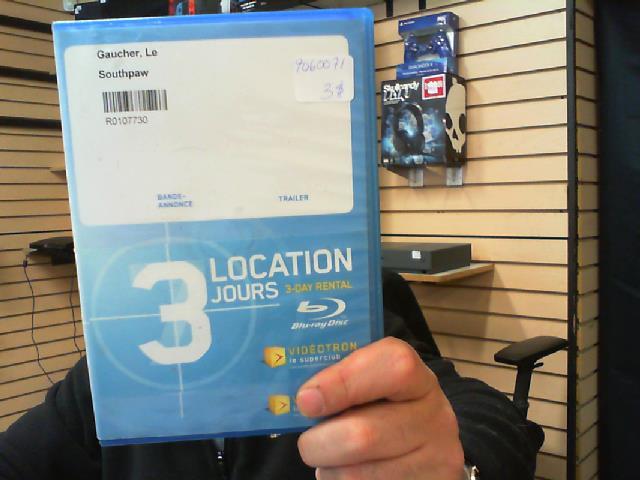 Gaucher, Le
Southpaw
9060071
3$
R0107730
BANDE-
ANNONCE
TRAILER
3
LOCATION
JOURS
3-DAY RENTAL
Blu-ray Disc
VIDÉOTRON
le superclub
Skullcandy